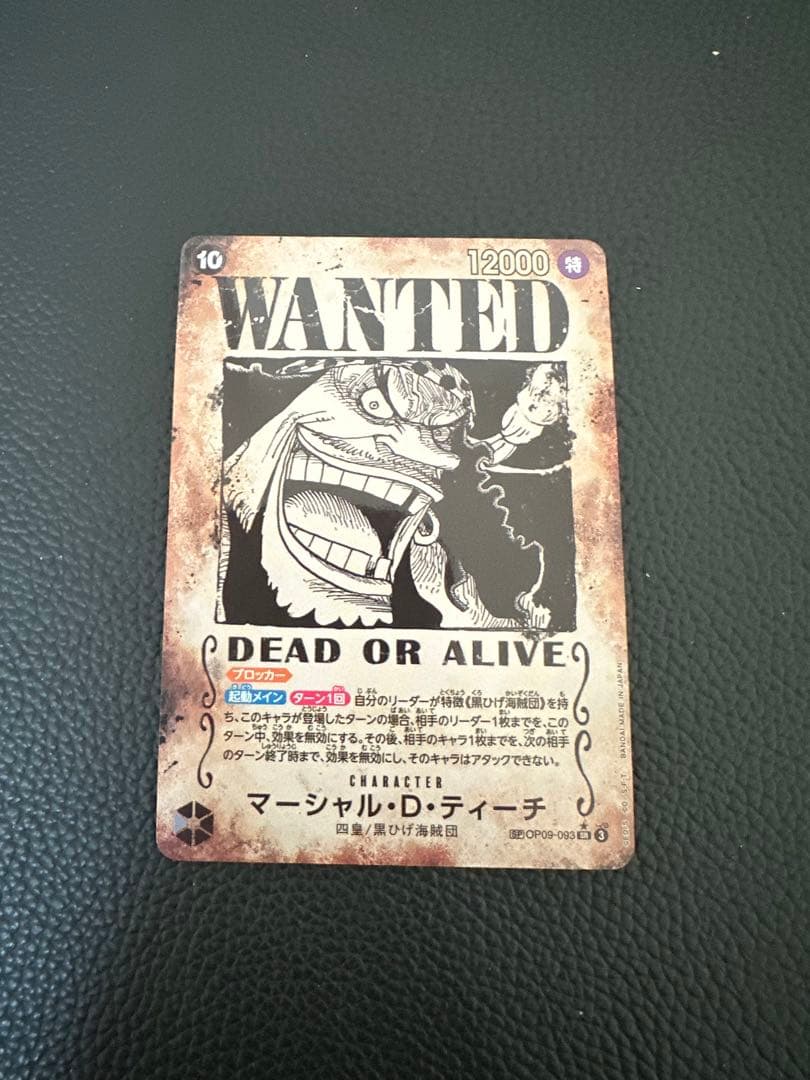 10 12000 特
WANTED
DEAD OR ALIVE
ブロッカー
起動メイン ターン1回 自分のリーダーが特徴《黒ひげ海賊団》を持
ち、このキャラが登場したターンの場合、相手のリーダー1枚までを、この
ターン中、効果を無効にする。その後、相手のキャラ1枚までを、次の相手
のターン終了時まで、効果を無効にし、そのキャラはアタックできない。
CHARACTER
マーシャル・D・ティーチ
四皇/黒ひげ海賊団
SP OP09-093 SR 3
BANDAI MADE IN JAPAN